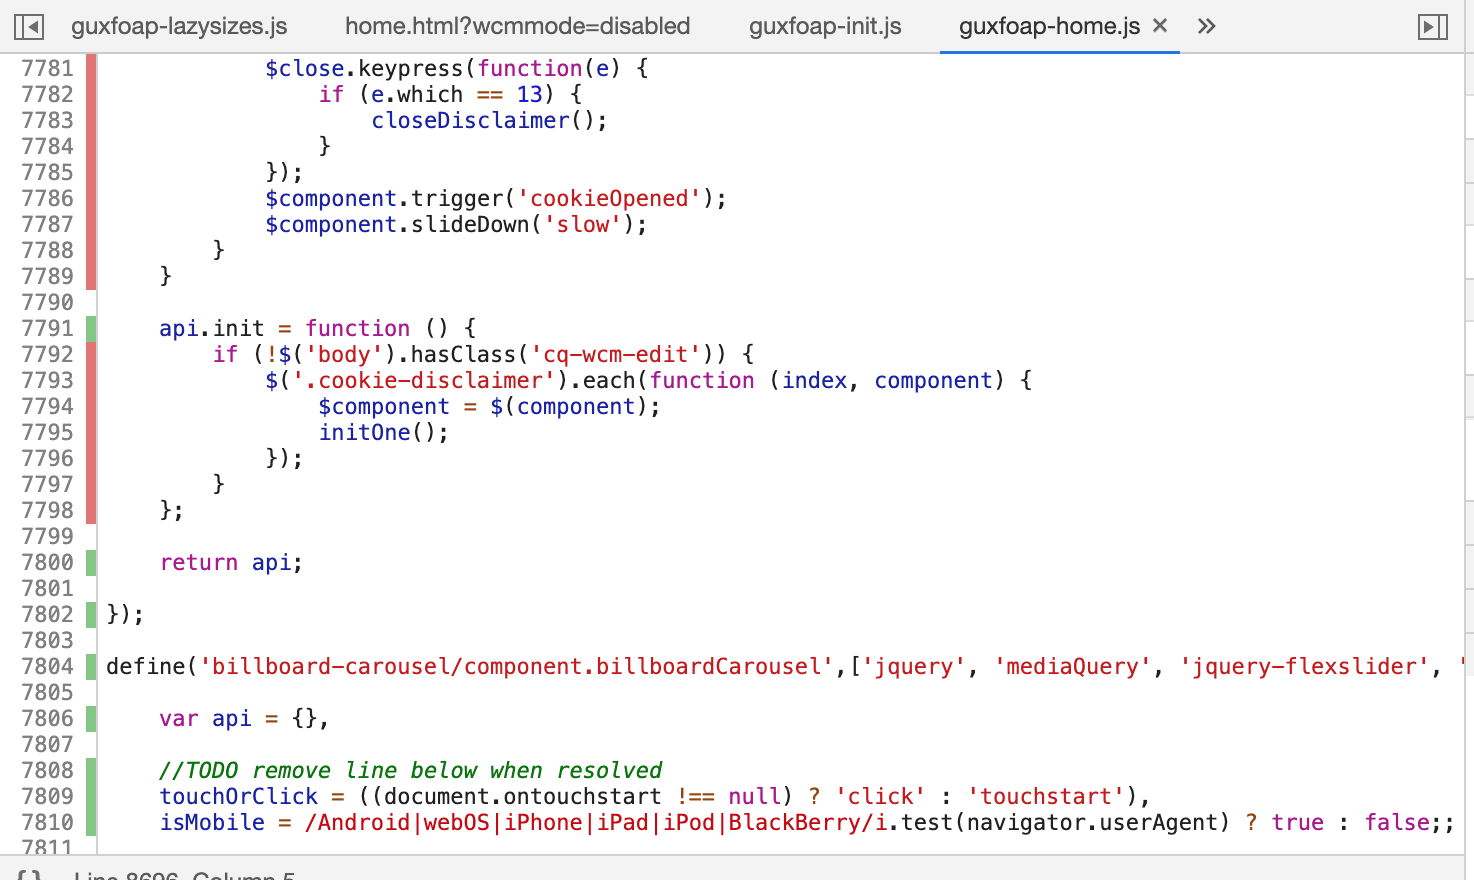 guxfoap-lazysizes.js home.html?wcmmode=disabled guxfoap-init.js guxfoap-home.js × »
7781             $close.keypress(function(e) {
7782                 if (e.which == 13) {
7783                     closeDisclaimer();
7784                 }
7785             });
7786             $component.trigger('cookieOpened');
7787             $component.slideDown('slow');
7788         }
7789     }
7790
7791     api.init = function () {
7792         if (!$('body').hasClass('cq-wcm-edit')) {
7793             $('.cookie-disclaimer').each(function (index, component) {
7794                 $component = $(component);
7795                 initOne();
7796             });
7797         }
7798     };
7799
7800     return api;
7801
7802 });
7803
7804 define('billboard-carousel/component.billboardCarousel',['jquery', 'mediaQuery', 'jquery-flexslider', '
7805
7806     var api = {},
7807
7808     //TODO remove line below when resolved
7809     touchOrClick = ((document.ontouchstart !== null) ? 'click' : 'touchstart'),
7810     isMobile = /Android|webOS|iPhone|iPad|iPod|BlackBerry/i.test(navigator.userAgent) ? true : false;;
7811
{} Line 8696, Column 5